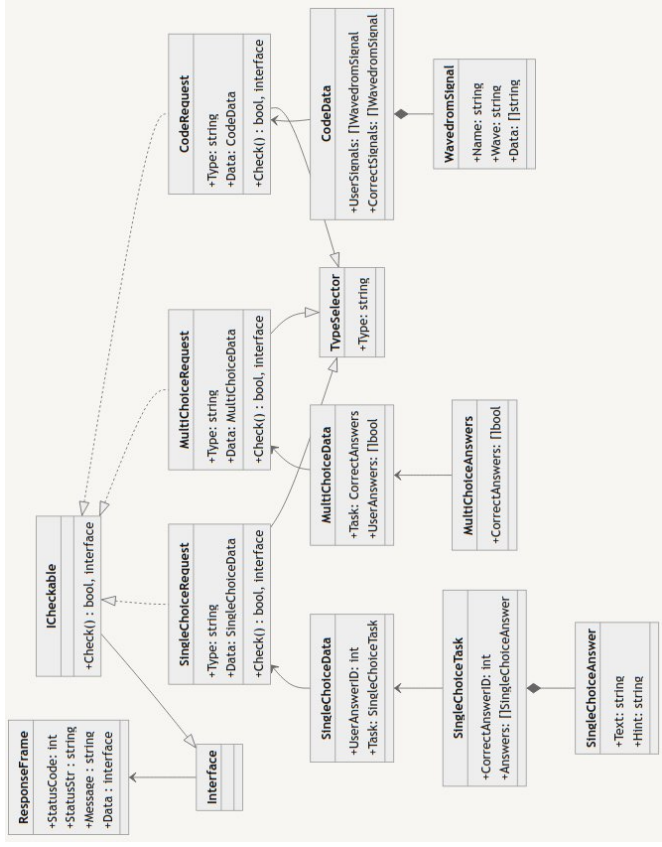 ResponseFrame
+StatusCode: int
+StatusStr : string
+Message : string
+Data : interface
ICheckable
+Check() : bool, interface
Interface
SingleChoiceRequest
+Type: string
+Data: SingleChoiceData
+Check() : bool, interface
MultiChoiceRequest
+Type: string
+Data: MultiChoiceData
+Check() : bool, interface
CodeRequest
+Type: string
+Data: CodeData
+Check() : bool, interface
SingleChoiceData
+UserAnswerID: int
+Task: SingleChoiceTask
MultiChoiceData
+Task: CorrectAnswers
+UserAnswers: []bool
TypeSelector
+Type: string
CodeData
+UserSignals: []WavedromSignal
+CorrectSignals: []WavedromSignal
SingleChoiceTask
+CorrectAnswerID: int
+Answers: []SingleChoiceAnswer
MultiChoiceAnswers
+CorrectAnswers: []bool
WavedromSignal
+Name: string
+Wave: string
+Data: []string
SingleChoiceAnswer
+Text: string
+Hint: string